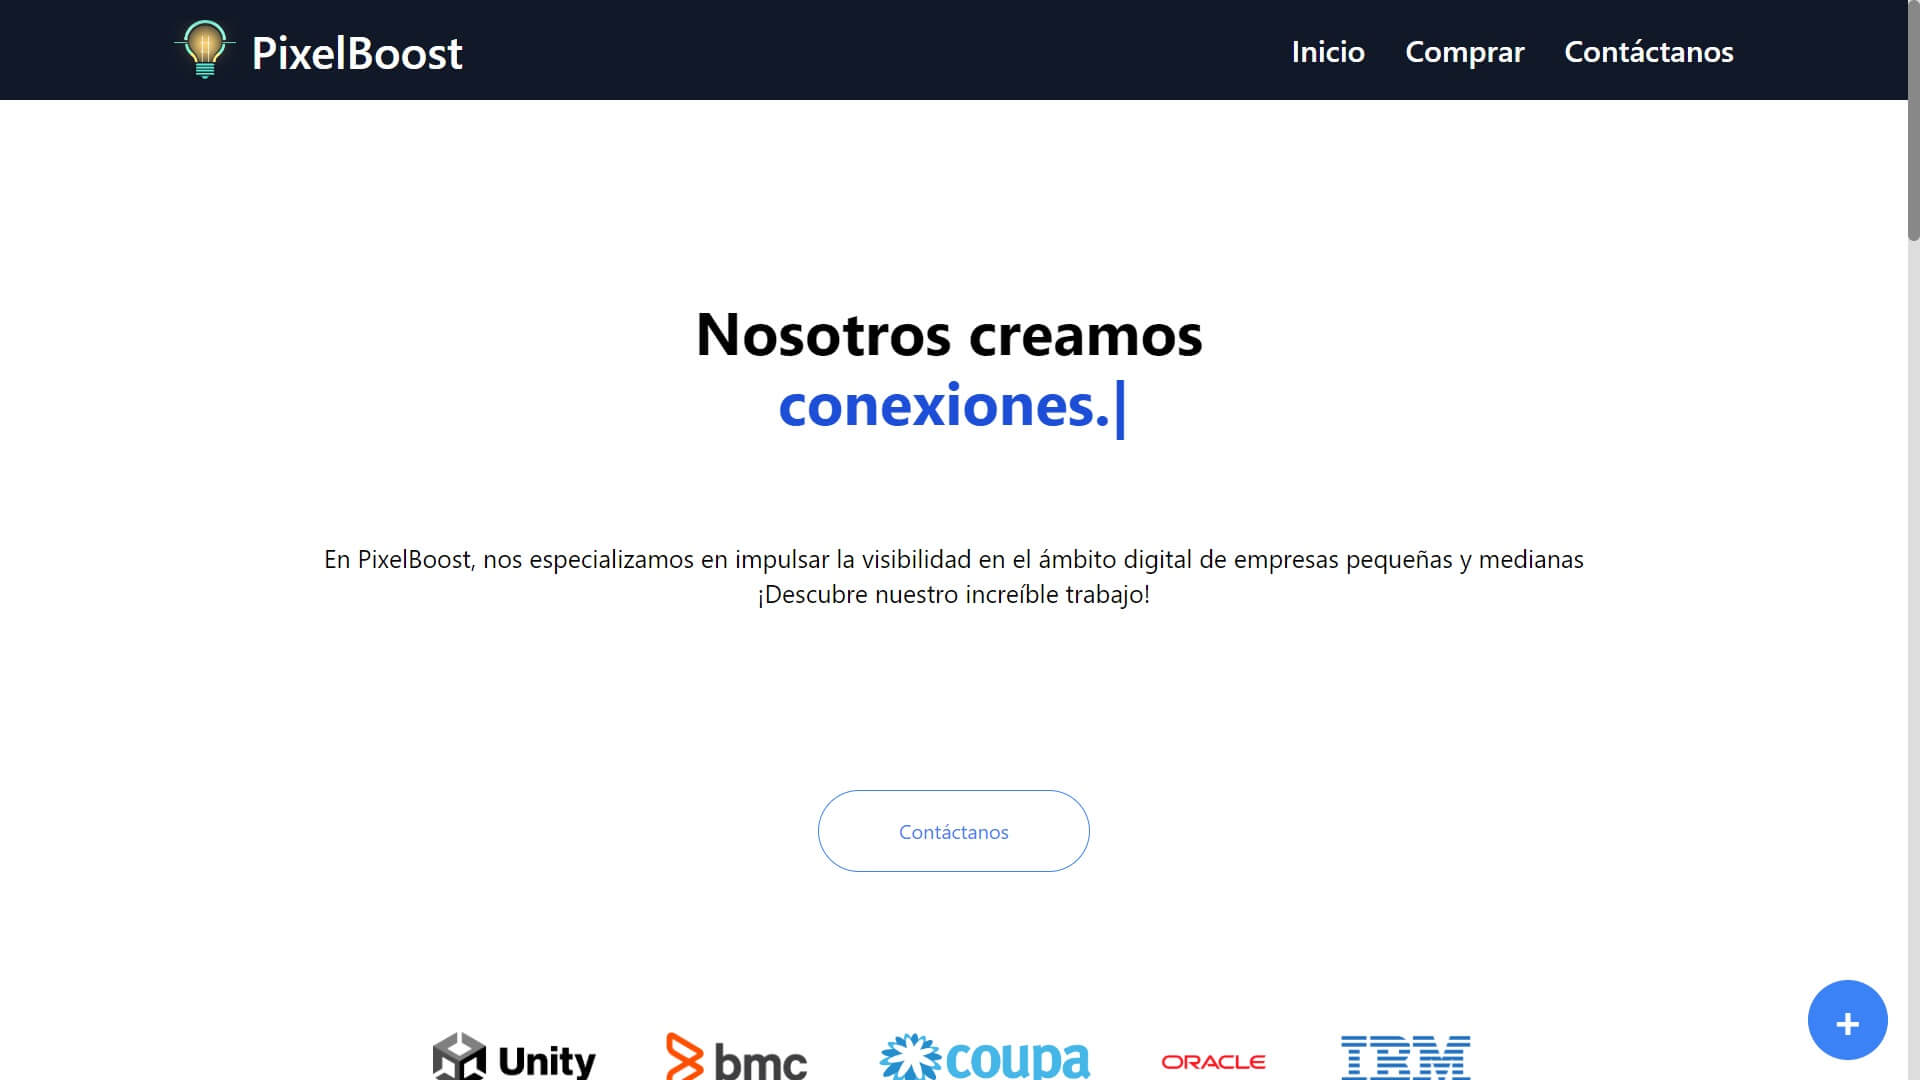 PixelBoost
Inicio Comprar Contáctanos
Nosotros creamos
conexiones.|
En PixelBoost, nos especializamos en impulsar la visibilidad en el ámbito digital de empresas pequeñas y medianas
¡Descubre nuestro increíble trabajo!
Contáctanos
Unity bmc coupa ORACLE IBM
+